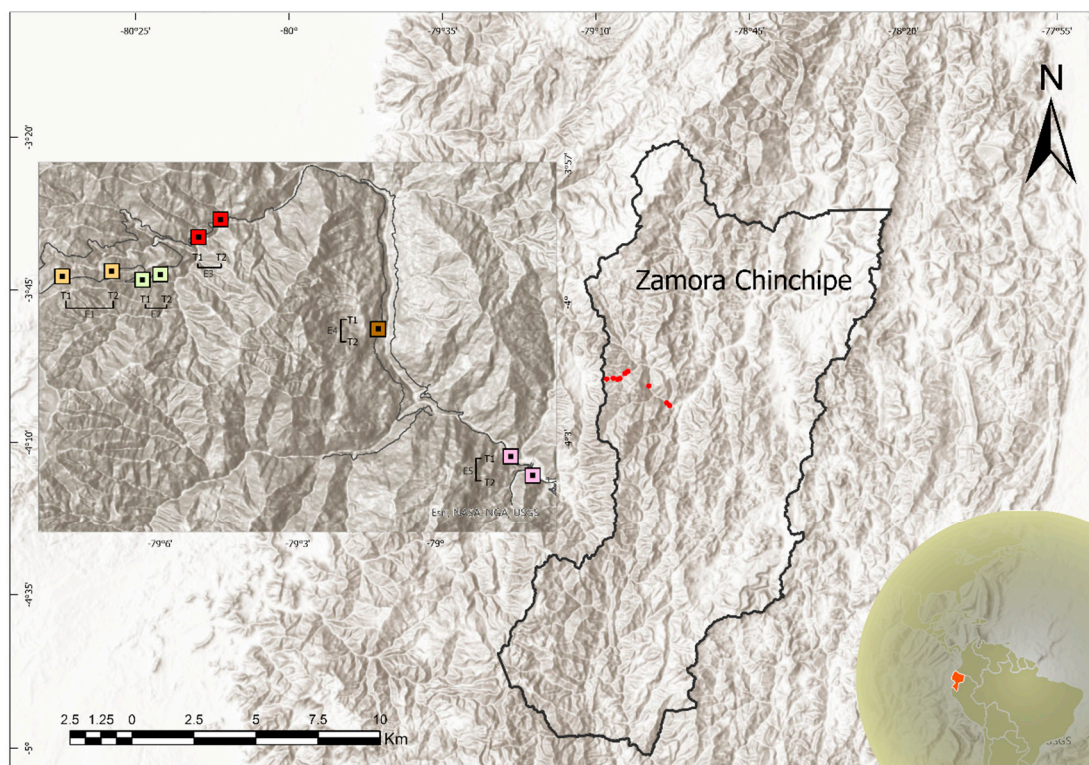 -80°25' -80° -79°35' -79°10' -78°45' -78°20' -77°55'
N
-3°20'
-3°57'
T1 T2
E3
-3°45'
T1 T2
E1
T1 T2
E2
Zamora Chinchipe
-4°
E4 T1
T2
-4°10'
-4°3'
E5 T1
T2
Esri, NASA, NGA, USGS
-79°6' -79°3' -79°
-4°35'
2.5 1.25 0 2.5 5 7.5 10
Km
-5°
USGS